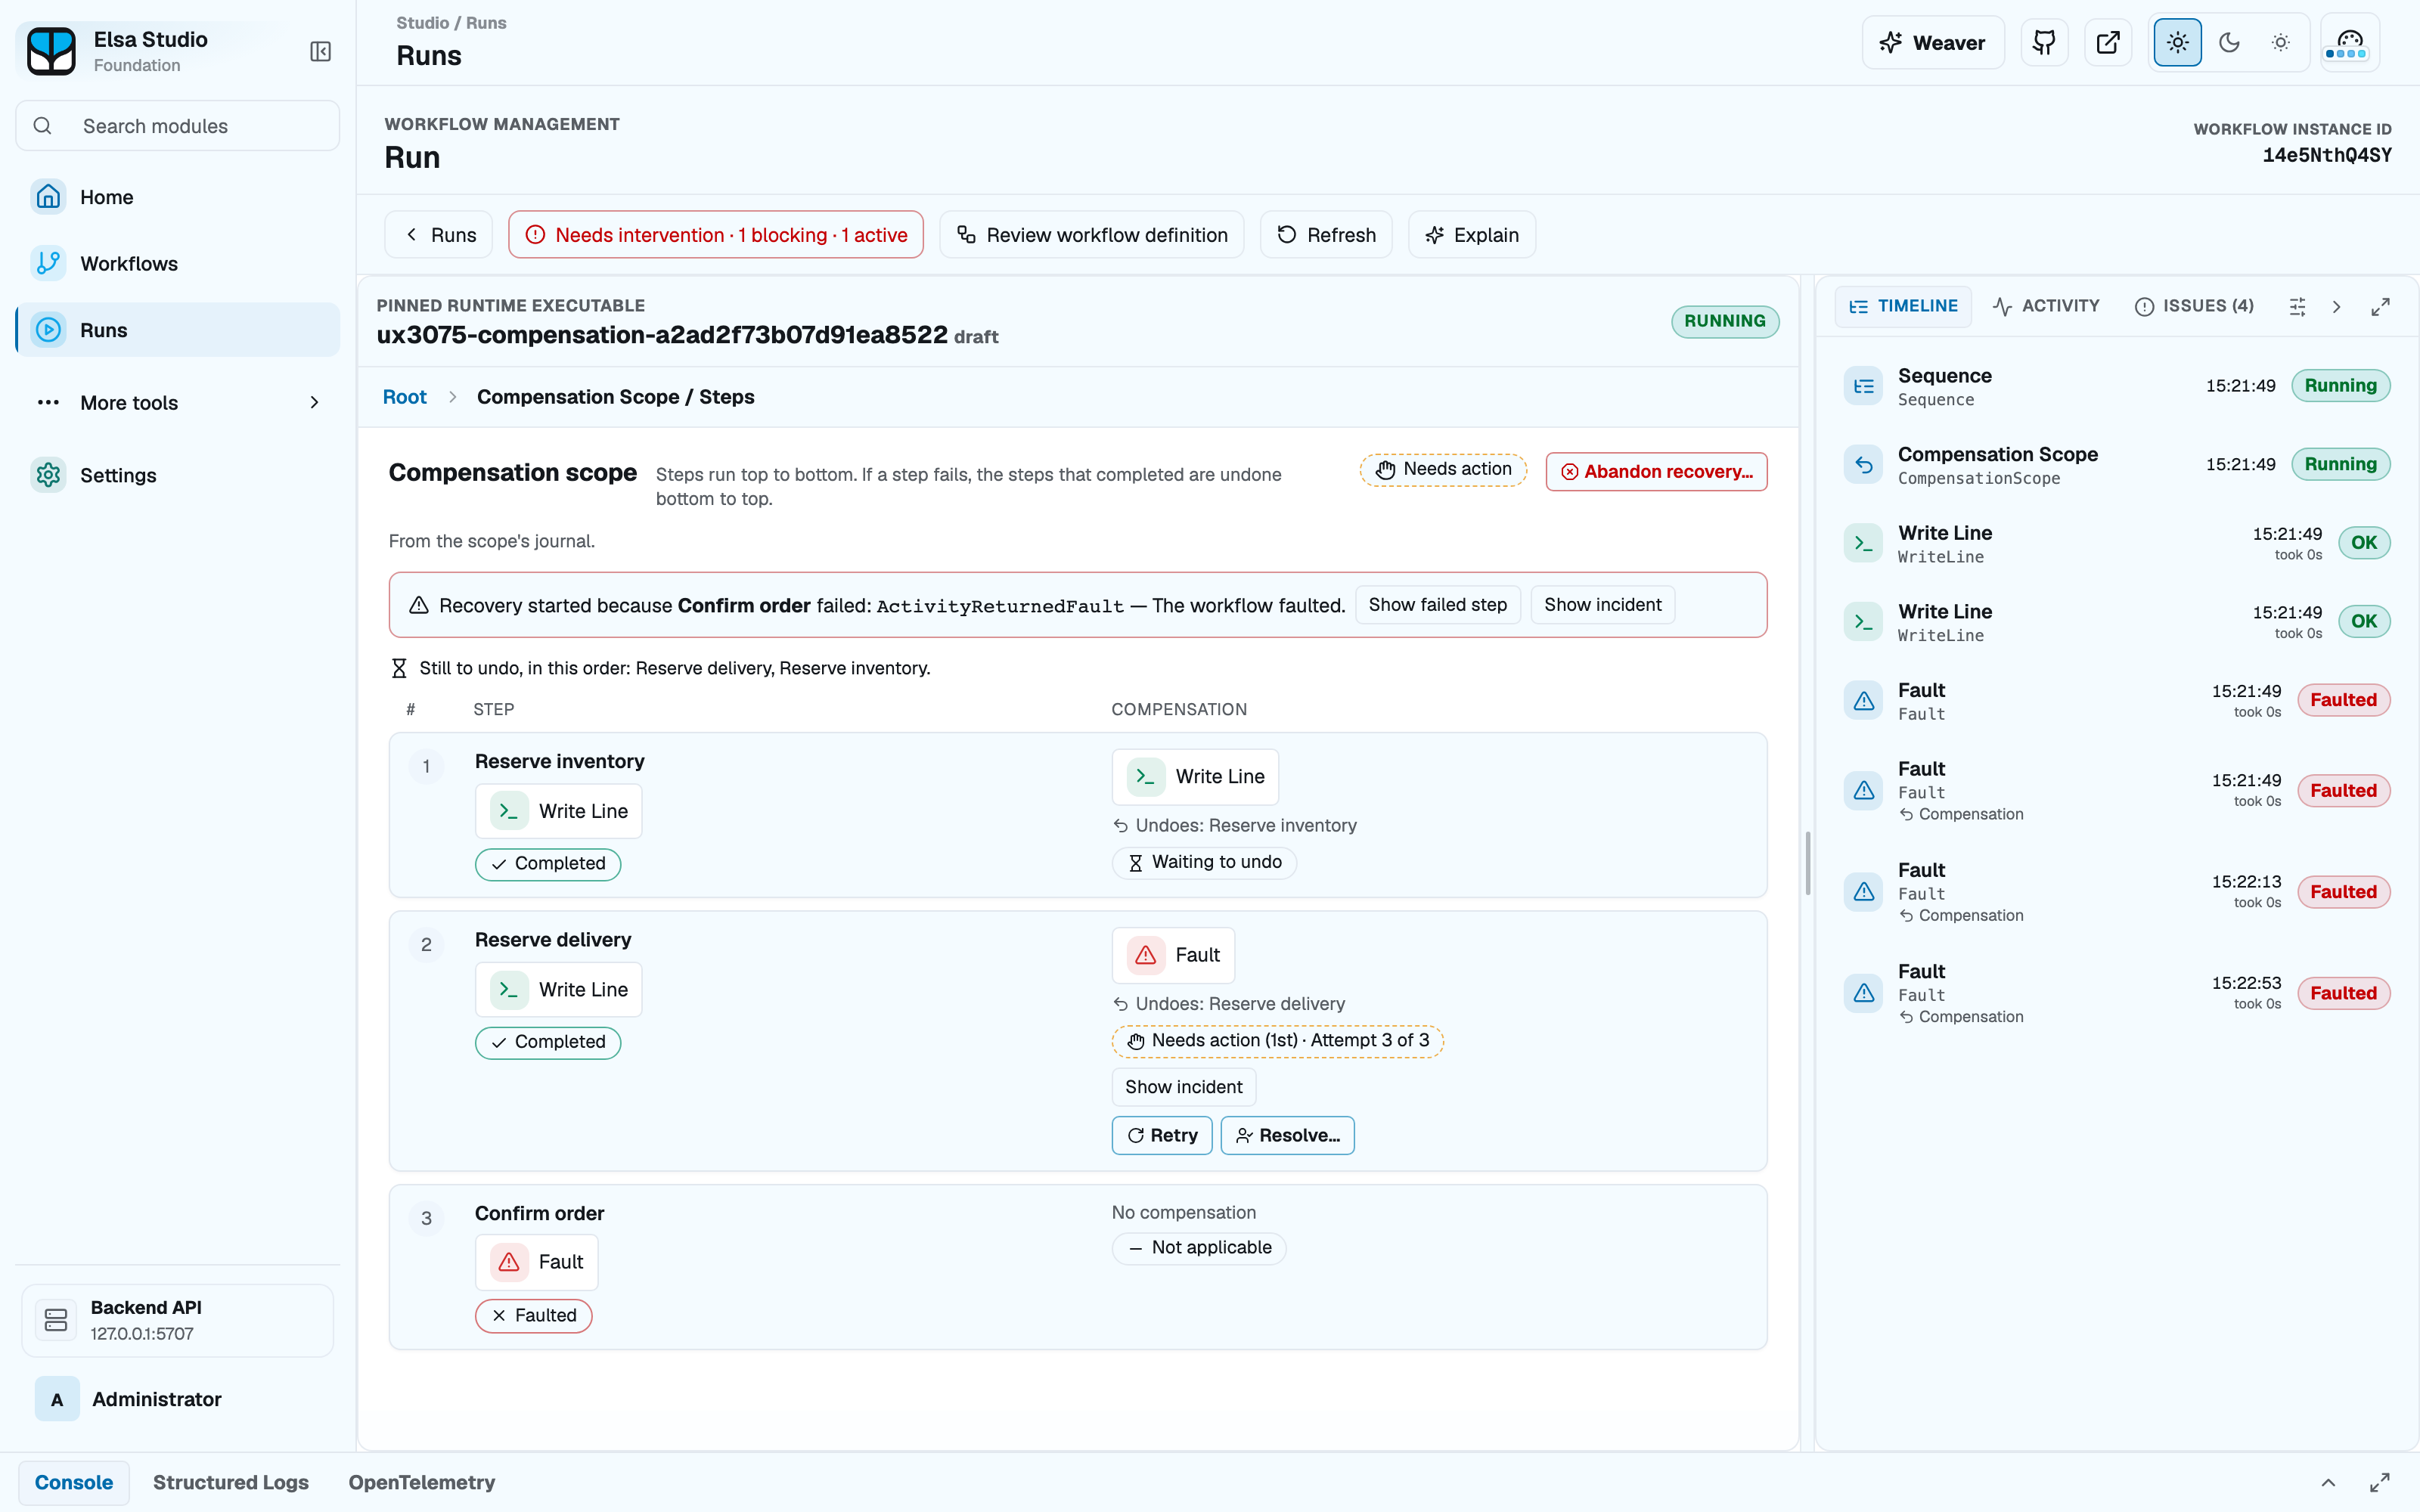 Elsa Studio
Foundation
Search modules
Home
Workflows
Runs
More tools
Settings
Backend API
127.0.0.1:5707
A
Administrator
Studio / Runs
Runs
Weaver
WORKFLOW MANAGEMENT
Run
WORKFLOW INSTANCE ID
14e5NthQ4SY
Runs
Needs intervention · 1 blocking · 1 active
Review workflow definition
Refresh
Explain
PINNED RUNTIME EXECUTABLE
ux3075-compensation-a2ad2f73b07d91ea8522 draft
RUNNING
Root
Compensation Scope / Steps
Compensation scope
Steps run top to bottom. If a step fails, the steps that completed are undone
bottom to top.
Needs action
Abandon recovery…
From the scope's journal.
Recovery started because Confirm order failed: ActivityReturnedFault — The workflow faulted.
Show failed step
Show incident
Still to undo, in this order: Reserve delivery, Reserve inventory.
# STEP COMPENSATION
1
Reserve inventory
Write Line
Completed
Write Line
Undoes: Reserve inventory
Waiting to undo
2
Reserve delivery
Write Line
Completed
Fault
Undoes: Reserve delivery
Needs action (1st) · Attempt 3 of 3
Show incident
Retry
Resolve…
3
Confirm order
Fault
Faulted
No compensation
Not applicable
TIMELINE
ACTIVITY
ISSUES (4)
Sequence
Sequence
15:21:49
Running
Compensation Scope
CompensationScope
15:21:49
Running
Write Line
WriteLine
15:21:49
took 0s
OK
Write Line
WriteLine
15:21:49
took 0s
OK
Fault
Fault
15:21:49
took 0s
Faulted
Fault
Fault
Compensation
15:21:49
took 0s
Faulted
Fault
Fault
Compensation
15:22:13
took 0s
Faulted
Fault
Fault
Compensation
15:22:53
took 0s
Faulted
Console
Structured Logs
OpenTelemetry